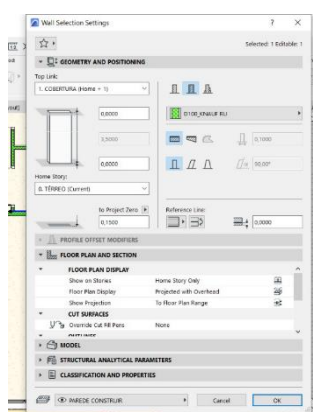 Wall Selection Settings
?
Selected: 1 Editable: 1
GEOMETRY AND POSITIONING
Top Link:
1. COBERTURA (Home + 1)
0,0000
D100_KNAUF RU
3,5000
0,1000
0,0000
90,00°
Home Story:
0. TÉRREO (Current)
to Project Zero
Reference Line:
0,1500
0,0000
PROFILE OFFSET MODIFIERS
FLOOR PLAN AND SECTION
FLOOR PLAN DISPLAY
Show on Stories Home Story Only
Floor Plan Display Projected with Overhead
Show Projection To Floor Plan Range
CUT SURFACES
Override Cut Fill Pens None
OUTLINES
MODEL
STRUCTURAL ANALYTICAL PARAMETERS
CLASSIFICATION AND PROPERTIES
PAREDE CONSTRUIR
Cancel
OK